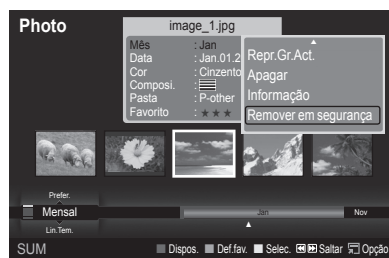 Photo
image_1.jpg
Mês : Jan
Data : Jan.01.2
Cor : Cinzento
Composi. :
Pasta : P-other
Favorito : ★ ★ ★
Repr.Gr.Act.
Apagar
Informação
Remover em segurança
Prefer.
Mensal
Jan
Nov
Lin.Tem.
SUM
Dispos. Def.fav. Selec. Saltar Opção